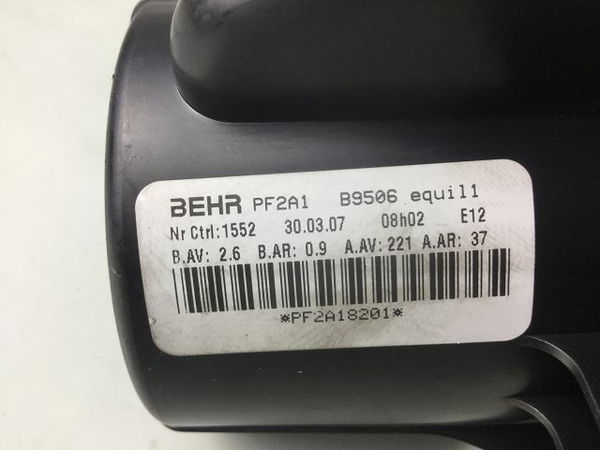 BEHR PF2A1 B9506 equil1
Nr Ctrl:1552 30.03.07 08h02 E12
B.AV: 2.6 B.AR: 0.9 A.AV: 221 A.AR: 37
*PF2A18201*